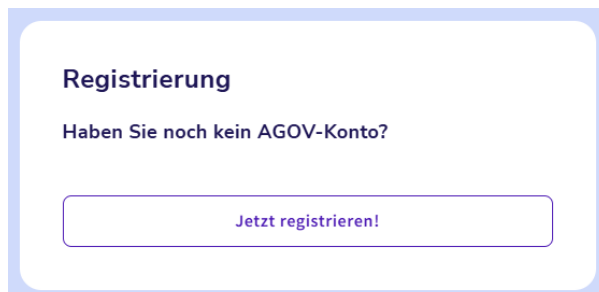 Registrierung
Haben Sie noch kein AGOV-Konto?
Jetzt registrieren!